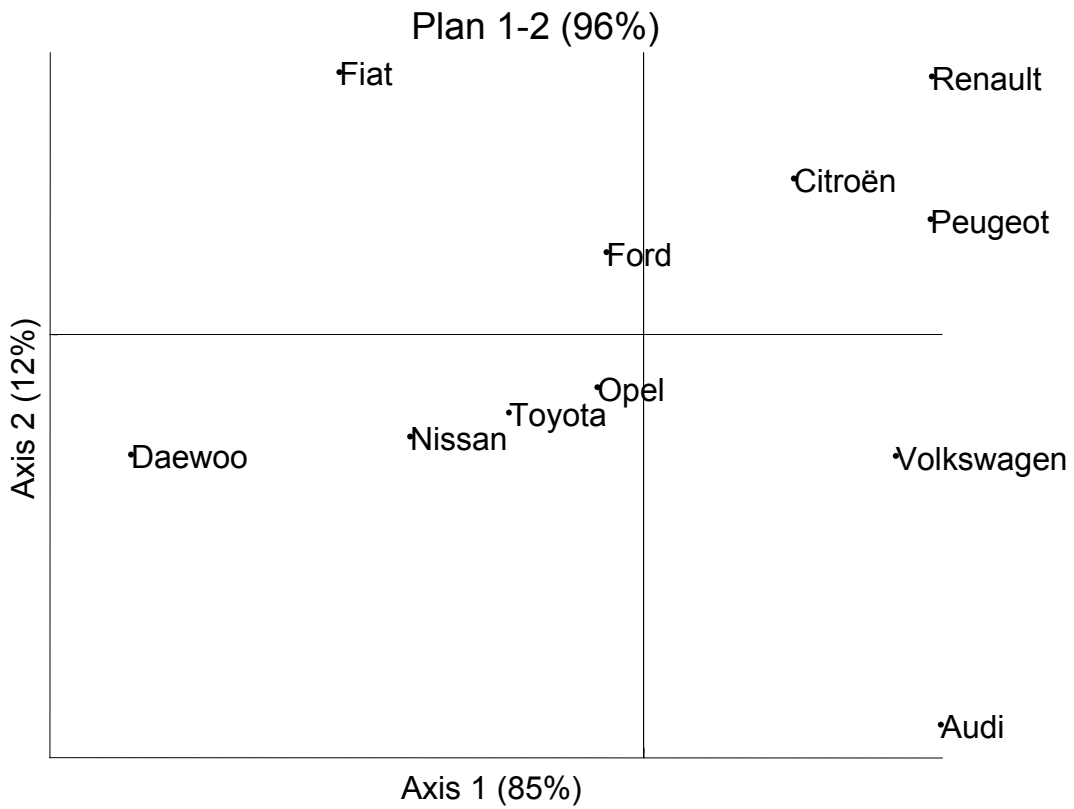 Plan 1-2 (96%)
Fiat
Renault
Citroën
Peugeot
Ford
Axis 2 (12%)
Opel
Toyota
Nissan
Daewoo
Volkswagen
Audi
Axis 1 (85%)